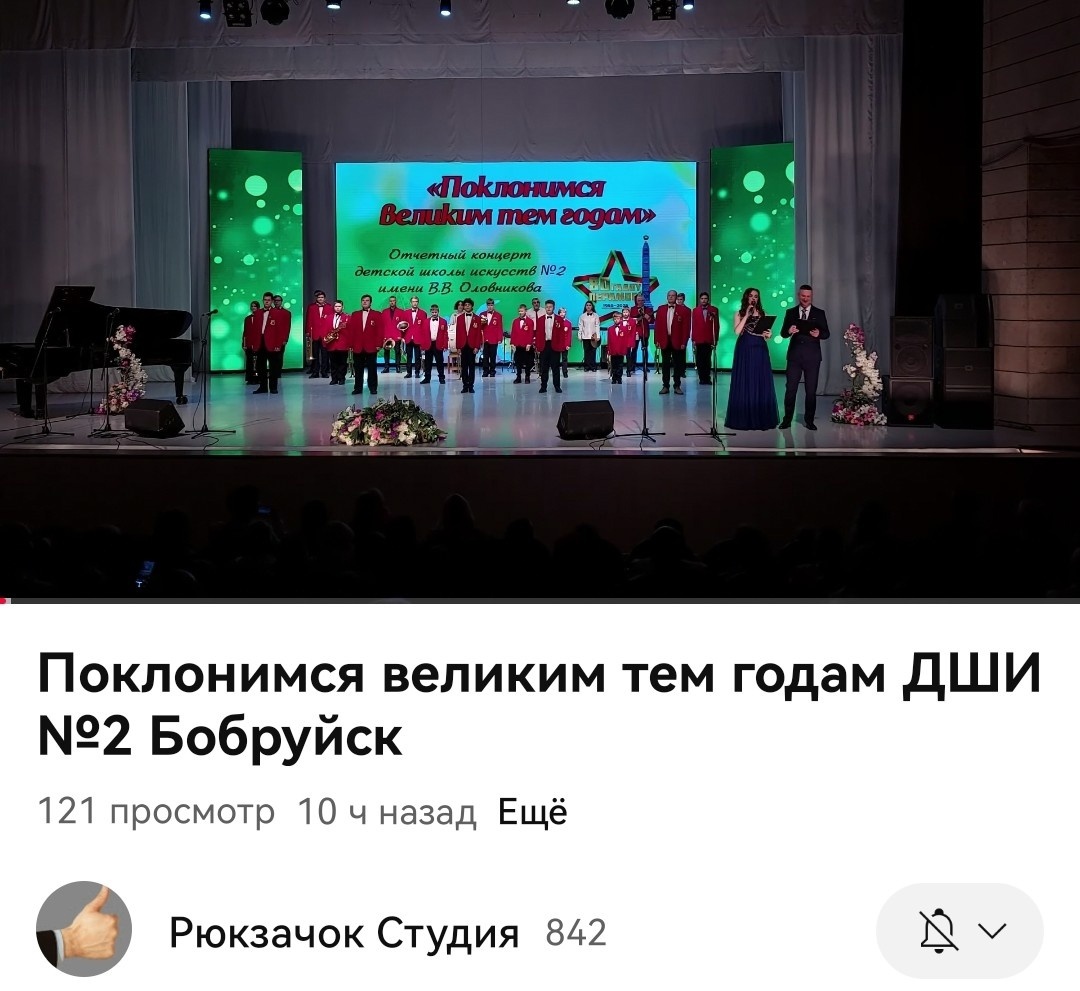 «Поклонимся
великим тем годам»
Отчетный концерт
детской школы искусств №2
имени В.В. Оловникова
Поклонимся великим тем годам ДШИ
№2 Бобруйск
121 просмотр 10 ч назад Ещё
Рюкзачок Студия 842